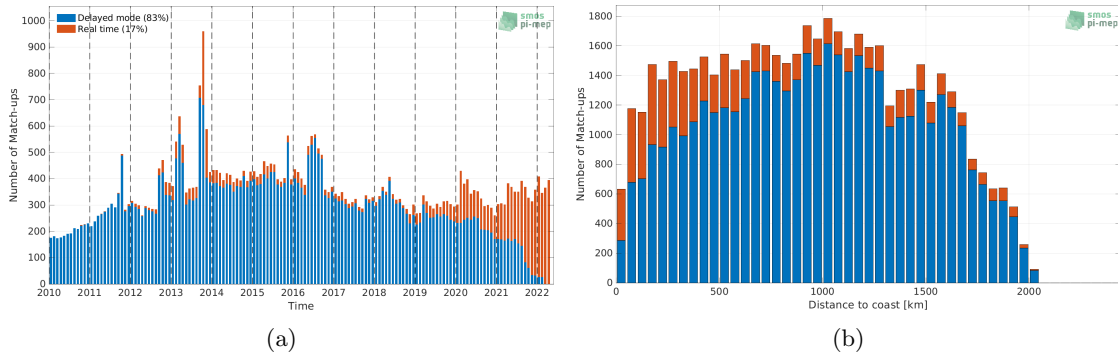 Delayed mode (83%)
Real time (17%)
smos
pi-mep
Number of Match-ups
1000
900
800
700
600
500
400
300
200
100
0
2010 2011 2012 2013 2014 2015 2016 2017 2018 2019 2020 2021 2022
Time
(a)
smos
pi-mep
Number of Match-ups
1800
1600
1400
1200
1000
800
600
400
200
0
0 500 1000 1500 2000
Distance to coast [km]
(b)